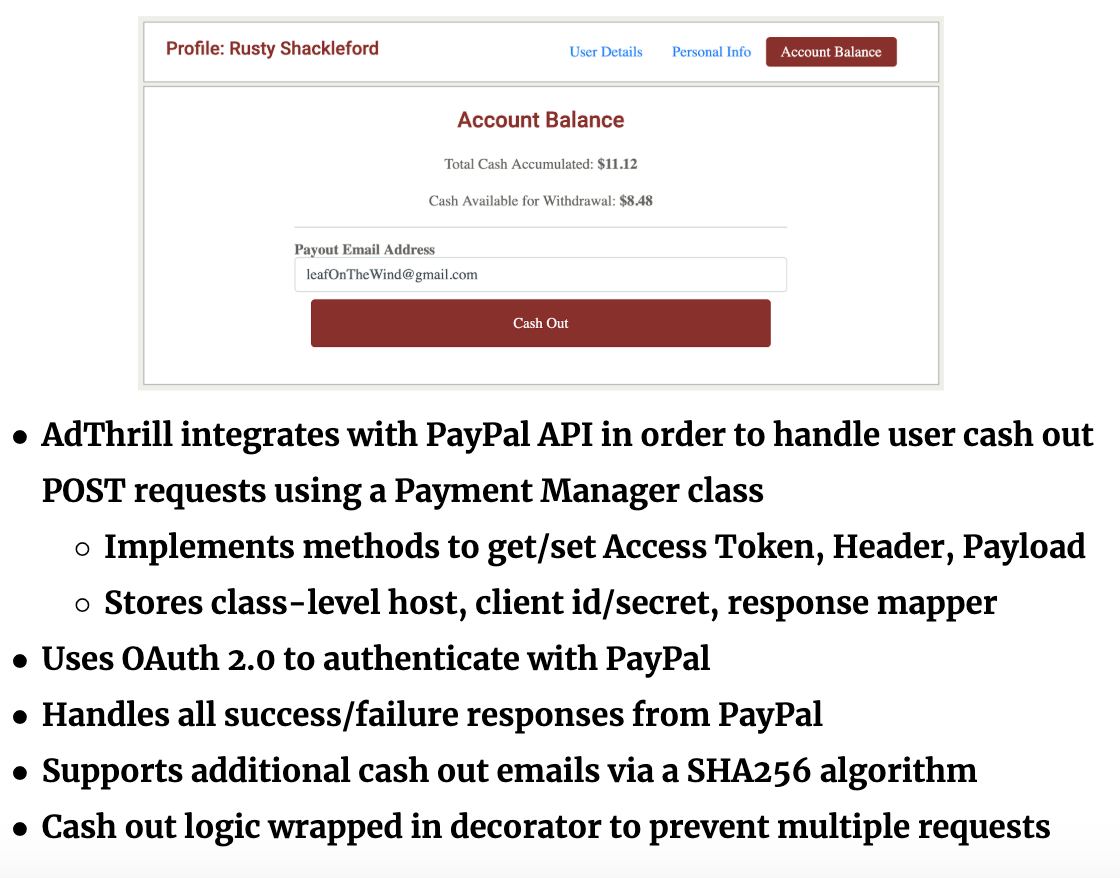 Profile: Rusty Shackleford
User Details
Personal Info
Account Balance
Account Balance
Total Cash Accumulated: $11.12
Cash Available for Withdrawal: $8.48
Payout Email Address
leafOnTheWind@gmail.com
Cash Out
● AdThrill integrates with PayPal API in order to handle user cash out
POST requests using a Payment Manager class
○ Implements methods to get/set Access Token, Header, Payload
○ Stores class-level host, client id/secret, response mapper
● Uses OAuth 2.0 to authenticate with PayPal
● Handles all success/failure responses from PayPal
● Supports additional cash out emails via a SHA256 algorithm
● Cash out logic wrapped in decorator to prevent multiple requests